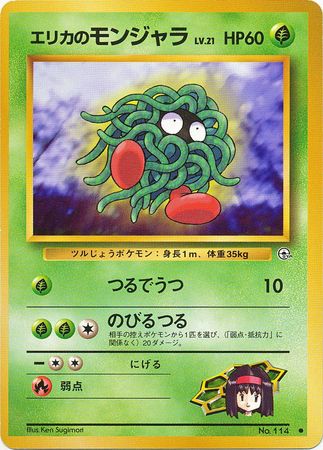 エリカのモンジャラ LV.21 HP60
ツルじょうポケモン：身長1m、体重35kg
つるでうつ 10
のびるつる
相手の控えポケモンから1匹を選び、（「弱点・抵抗力」に
関係なく）20ダメージ。
にげる
弱点
Illus. Ken Sugimori No. 114